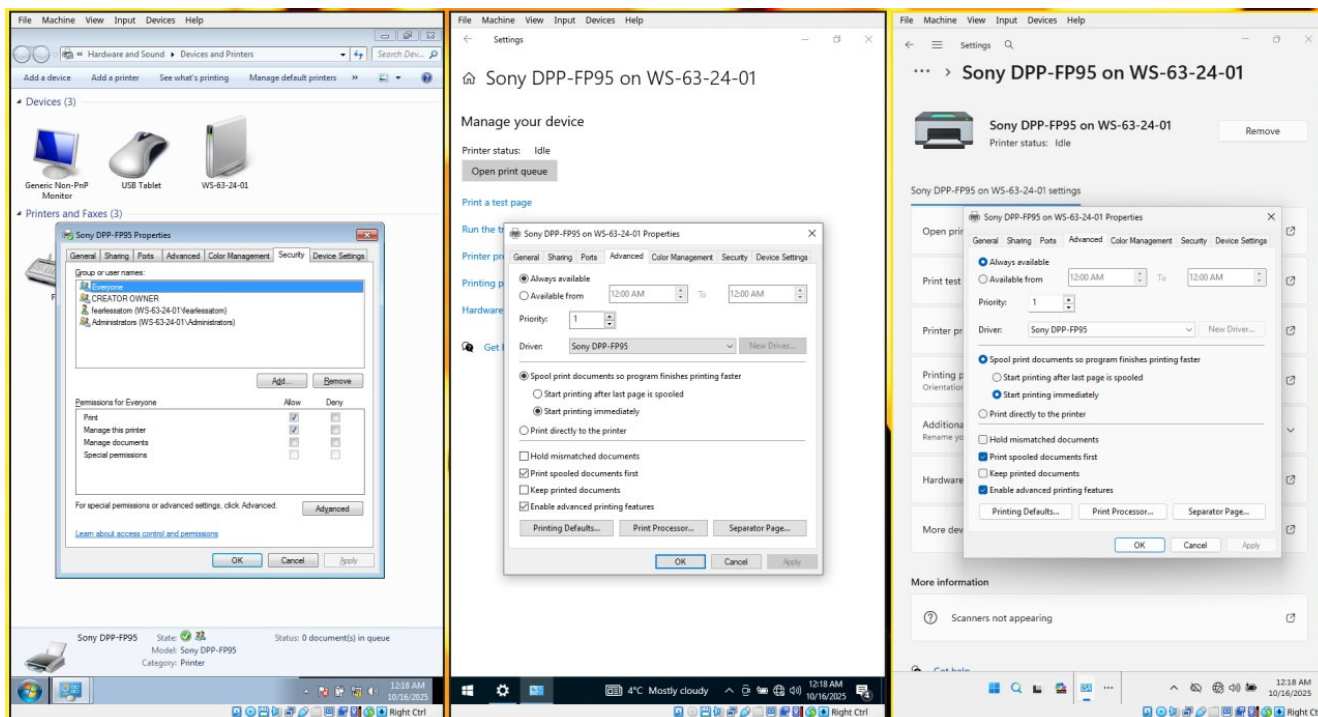 File Machine View Input Devices Help
« Hardware and Sound Devices and Printers
Search Dev...
Add a device Add a printer See what's printing Manage default printers »
Devices (3)
Generic Non-PnP Monitor
USB Tablet
WS-63-24-01
Printers and Faxes (3)
Sony DPP-FP95 Properties
General Sharing Ports Advanced Color Management Security Device Settings
Group or user names:
Everyone
CREATOR OWNER
fearlessatom (WS-63-24-01\fearlessatom)
Administrators (WS-63-24-01\Administrators)
Add... Remove
Permissions for Everyone Allow Deny
Print
Manage this printer
Manage documents
Special permissions
For special permissions or advanced settings, click Advanced.
Advanced
Learn about access control and permissions
OK Cancel Apply
Sony DPP-FP95 State: Status: 0 document(s) in queue
Model: Sony DPP-FP95
Category: Printer
12:18 AM
10/16/2025
Right Ctrl
File Machine View Input Devices Help
Settings
Sony DPP-FP95 on WS-63-24-01
Manage your device
Printer status: Idle
Open print queue
Print a test page
Run the tr
Printer pr
Printing p
Hardware
Get
Sony DPP-FP95 on WS-63-24-01 Properties
General Sharing Ports Advanced Color Management Security Device Settings
Always available
Available from 12:00 AM To 12:00 AM
Priority: 1
Driver: Sony DPP-FP95 New Driver...
Spool print documents so program finishes printing faster
Start printing after last page is spooled
Start printing immediately
Print directly to the printer
Hold mismatched documents
Print spooled documents first
Keep printed documents
Enable advanced printing features
Printing Defaults... Print Processor... Separator Page...
OK Cancel Apply
4°C Mostly cloudy
12:18 AM
10/16/2025
4
Right Ctrl
File Machine View Input Devices Help
Settings
... > Sony DPP-FP95 on WS-63-24-01
Sony DPP-FP95 on WS-63-24-01
Printer status: Idle
Remove
Sony DPP-FP95 on WS-63-24-01 settings
Open prin
Print test
Printer pr
Printing p
Orientation
Additiona
Rename yo
Hardware
More dev
Sony DPP-FP95 on WS-63-24-01 Properties
General Sharing Ports Advanced Color Management Security Device Settings
Always available
Available from 12:00 AM To 12:00 AM
Priority: 1
Driver: Sony DPP-FP95 New Driver...
Spool print documents so program finishes printing faster
Start printing after last page is spooled
Start printing immediately
Print directly to the printer
Hold mismatched documents
Print spooled documents first
Keep printed documents
Enable advanced printing features
Printing Defaults... Print Processor... Separator Page...
OK Cancel Apply
More information
Scanners not appearing
Get help
12:18 AM
10/16/2025
Right Ct